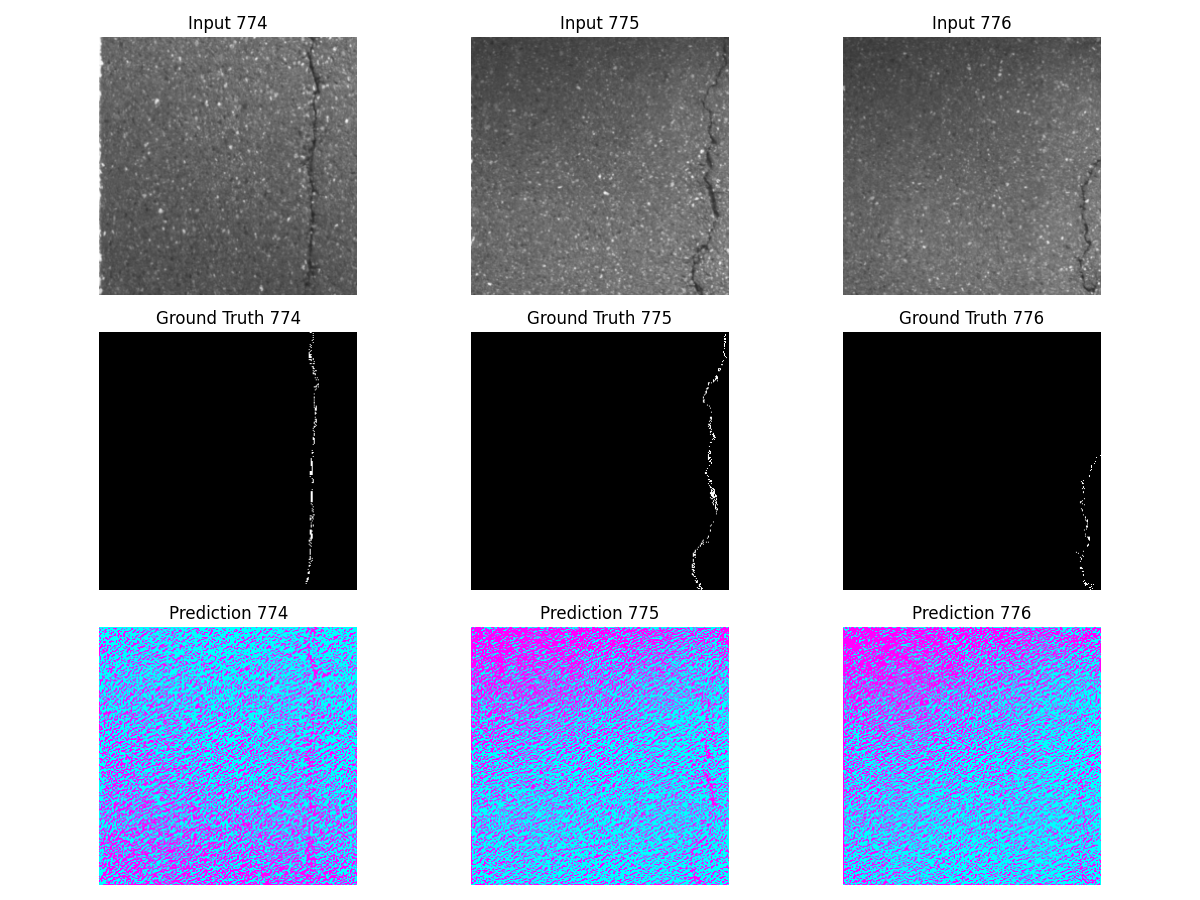 Input 774
Input 775
Input 776
Ground Truth 774
Ground Truth 775
Ground Truth 776
Prediction 774
Prediction 775
Prediction 776